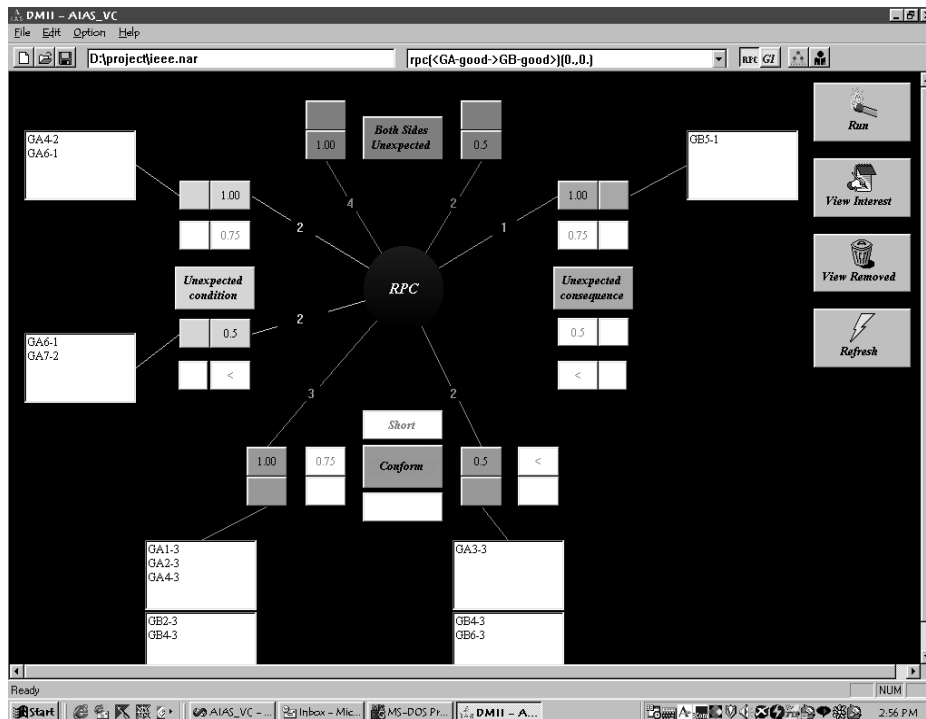 DMII - AIAS_VC
File Edit Option Help
D:\project\ieee.nar
rpc(<GA-good->GB-good>)(0.,0.)
RPC GI
Run
View Interest
View Removed
Refresh
GA4-2
GA6-1
1.00
Both Sides
Unexpected
0.5
GB5-1
1.00
0.75
2
4
2
1
1.00
0.75
Unexpected
condition
RPC
Unexpected
consequence
GA6-1
GA7-2
0.5
<
2
0.5
<
3
2
Short
1.00
0.75
Conform
0.5
<
GA1-3
GA2-3
GA4-3
GA3-3
GB2-3
GB4-3
GB4-3
GB6-3
Ready
NUM
Start
AIAS_VC - ...
Inbox - Mic...
MS-DOS Pr...
DMII - A...
2:56 PM